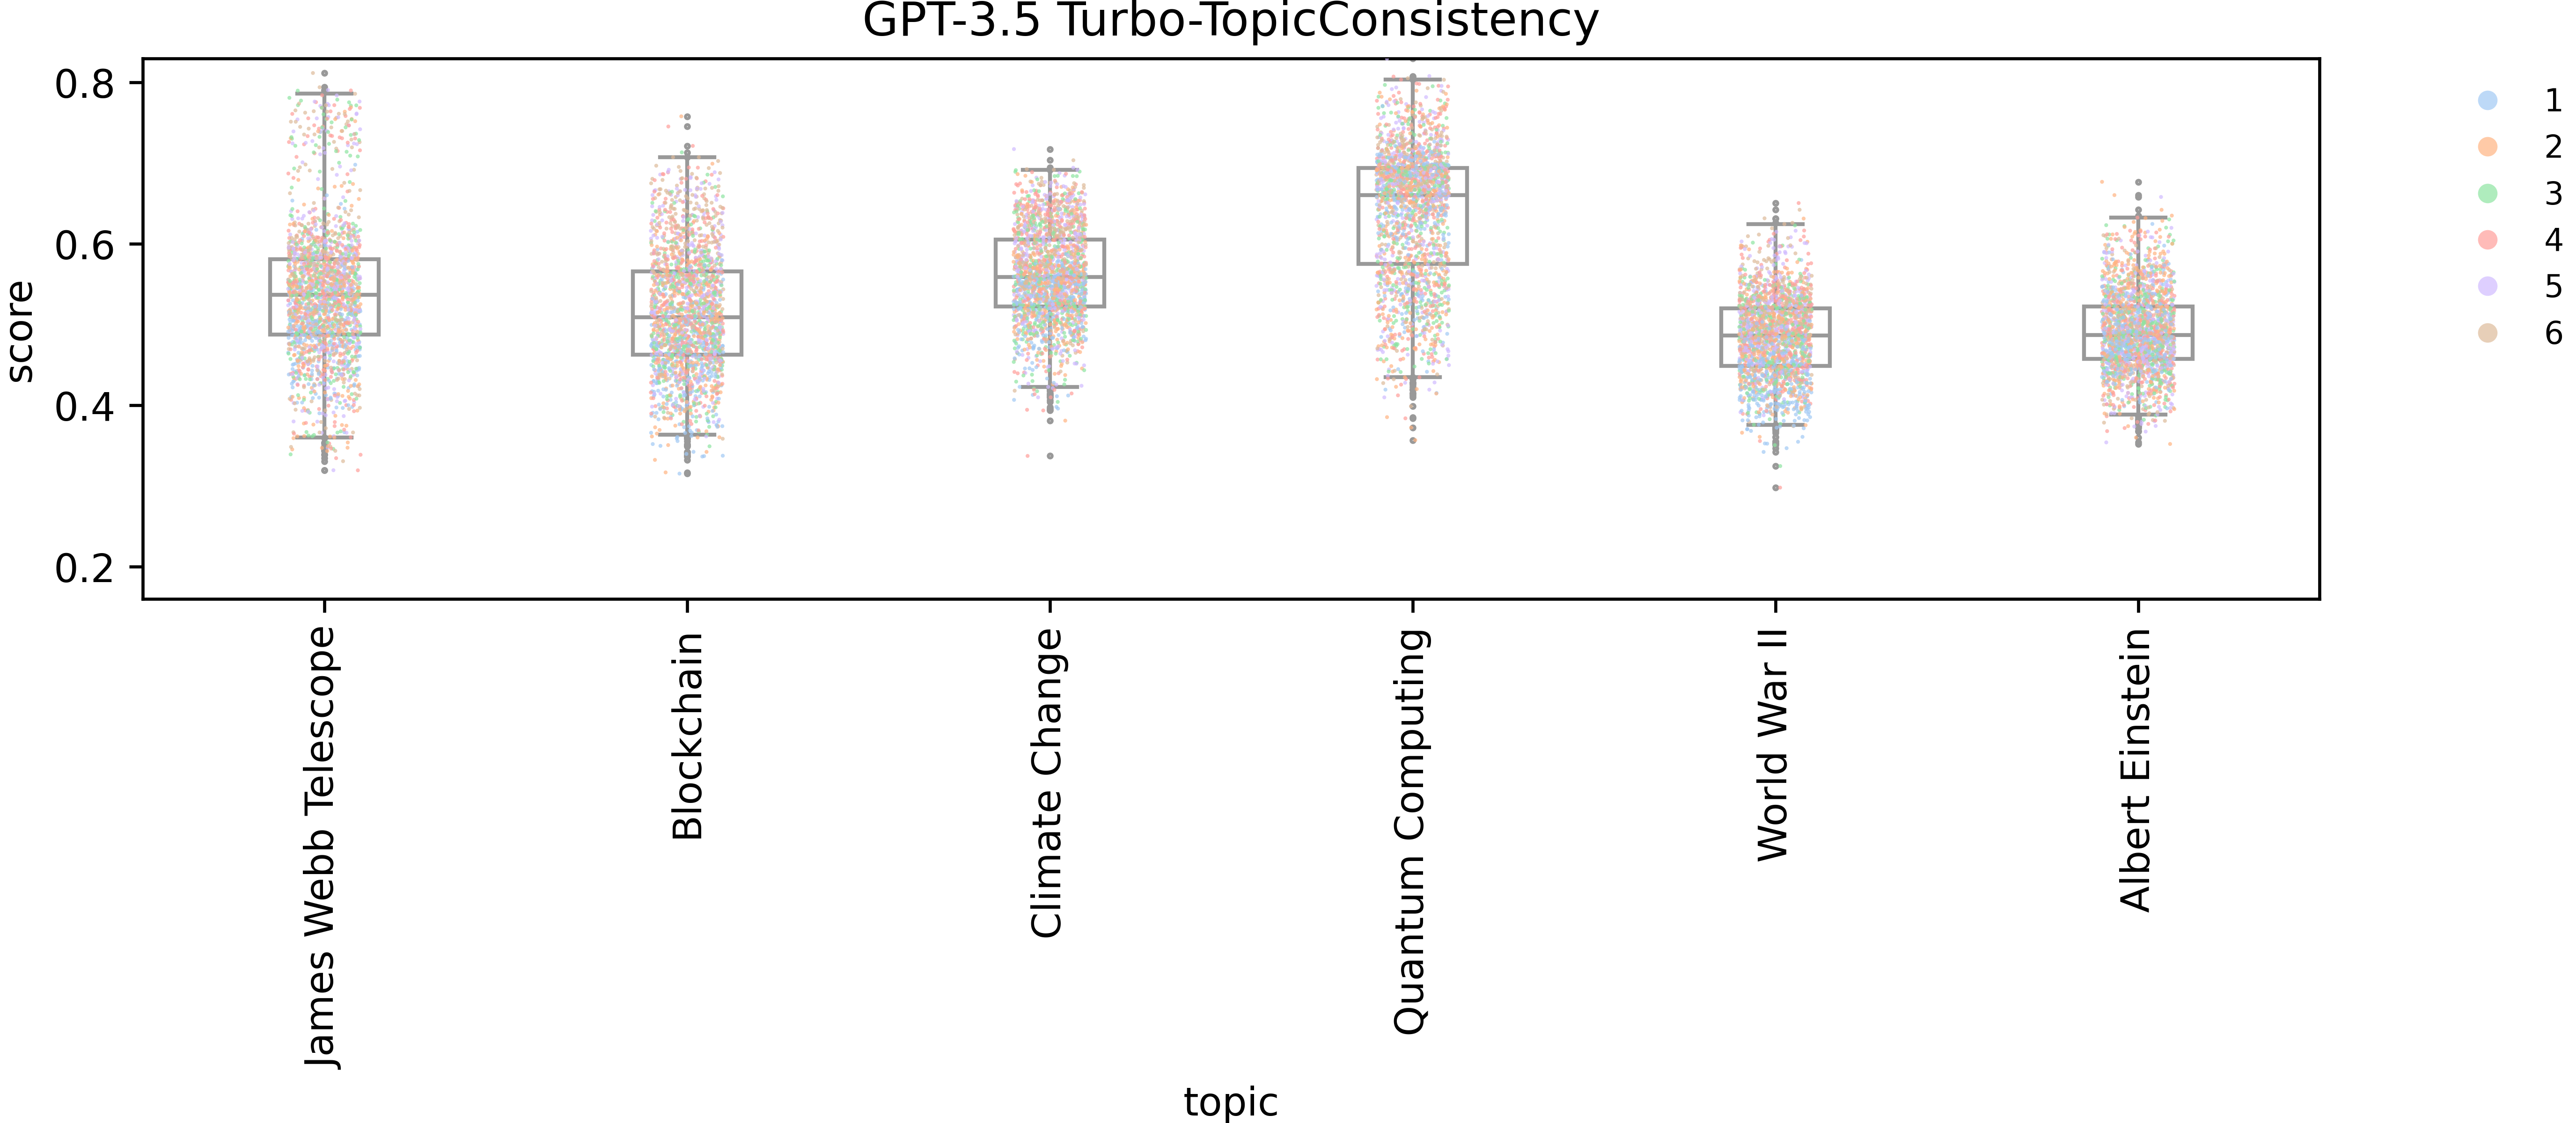 GPT-3.5 Turbo-TopicConsistency
score
0.8
0.6
0.4
0.2
1
2
3
4
5
6
James Webb Telescope
Blockchain
Climate Change
Quantum Computing
World War II
Albert Einstein
topic